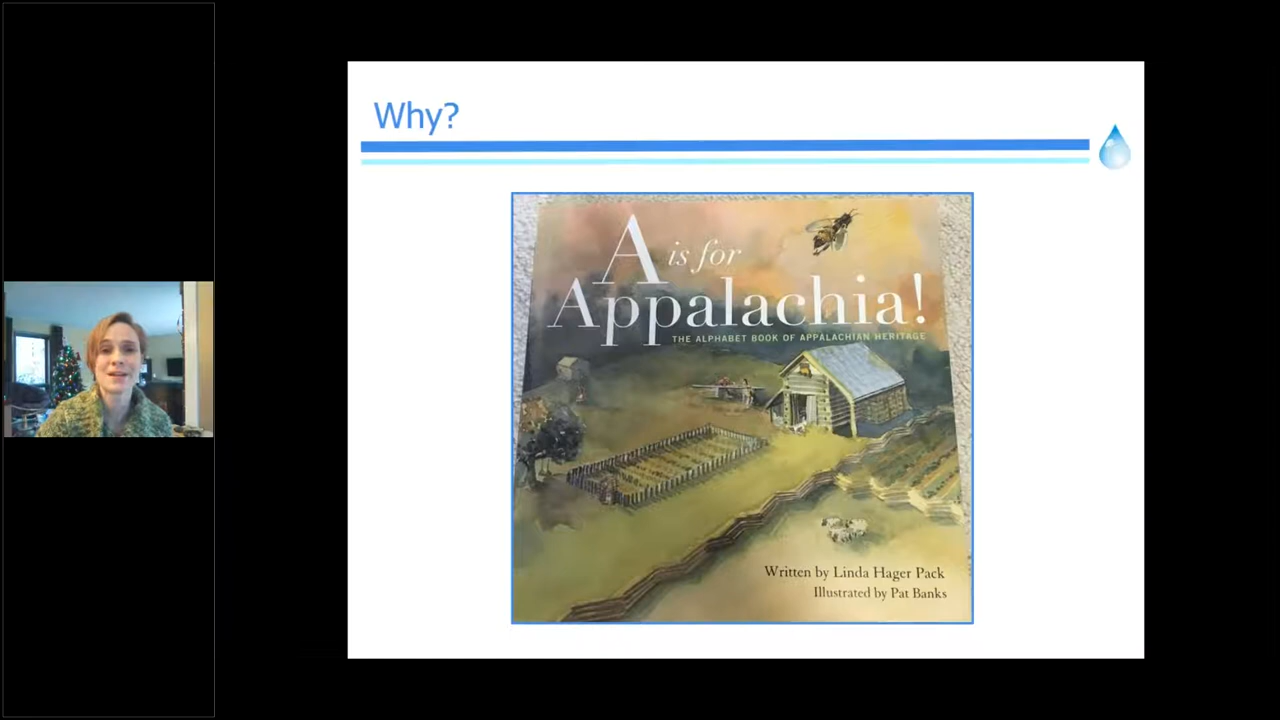 Why?
A is for
Appalachia!
THE ALPHABET BOOK OF APPALACHIAN HERITAGE
Written by Linda Hager Pack
Illustrated by Pat Banks